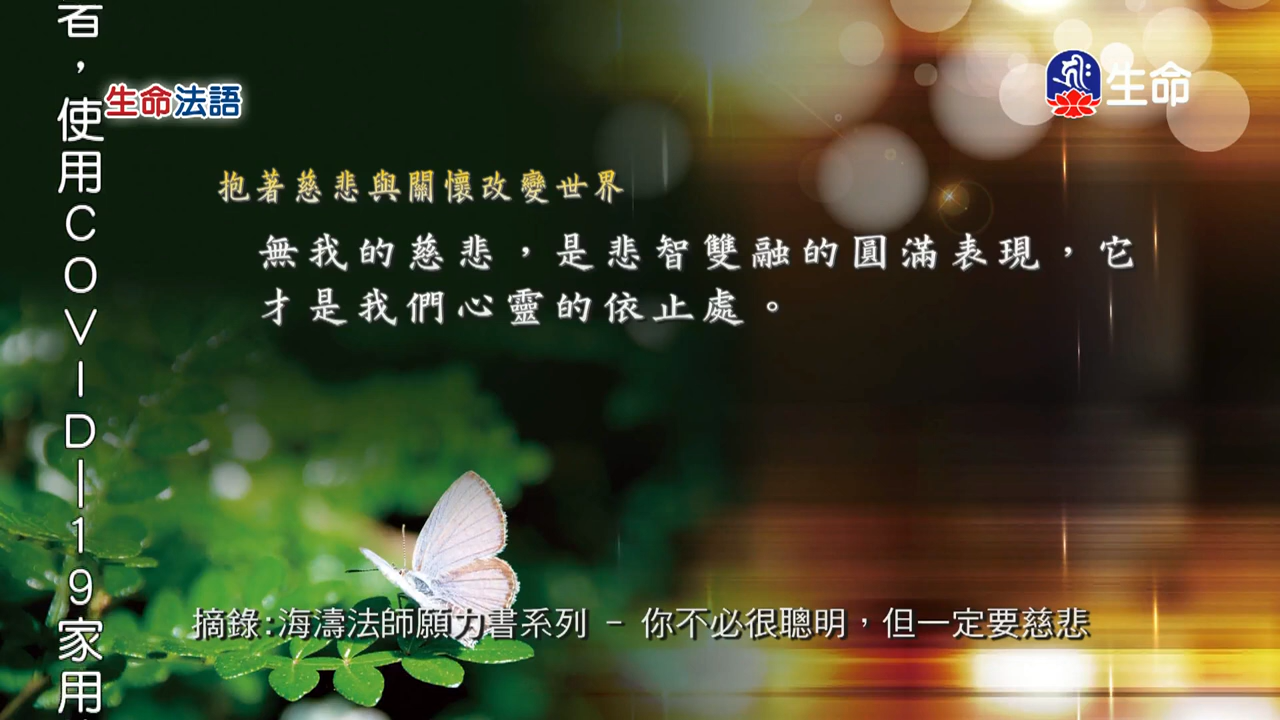 者，使用COVID-19家用
生命法語
生命
抱著慈悲與關懷改變世界
無我的慈悲，是悲智雙融的圓滿表現，它
才是我們心靈的依止處。
摘錄:海濤法師願力書系列 - 你不必很聰明，但一定要慈悲